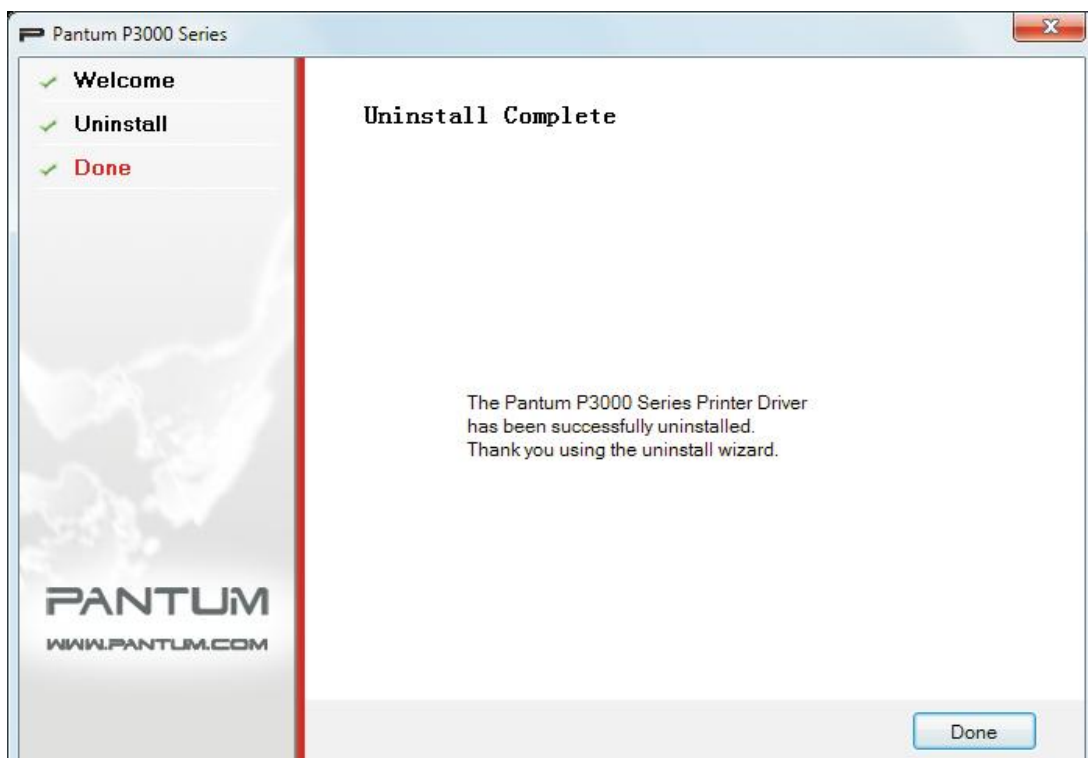 Pantum P3000 Series
Welcome
Uninstall
Done
Uninstall Complete
The Pantum P3000 Series Printer Driver
has been successfully uninstalled.
Thank you using the uninstall wizard.
PANTUM
WWW.PANTUM.COM
Done